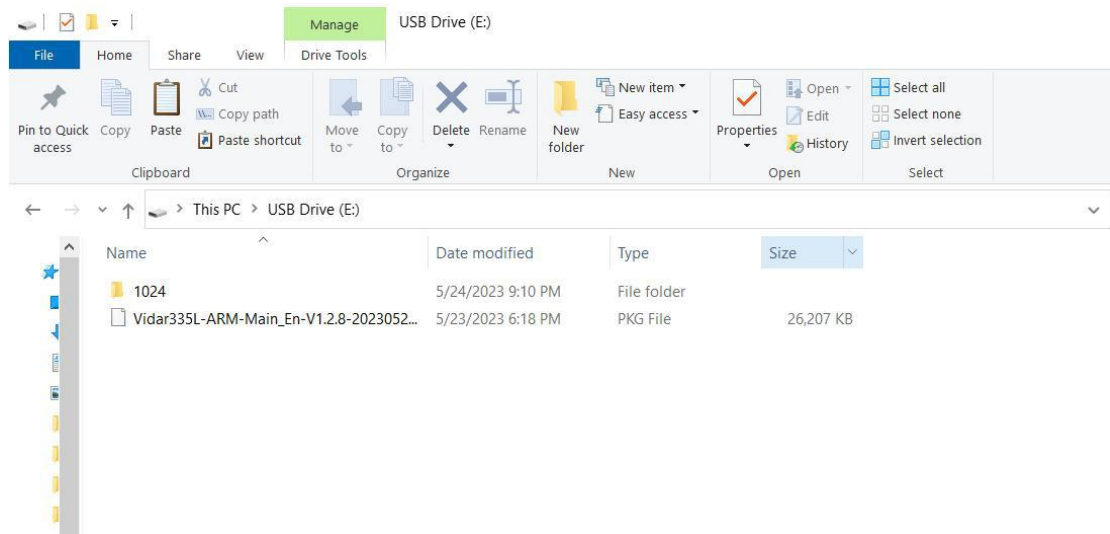 Manage USB Drive (E:)
File Home Share View Drive Tools
Pin to Quick access
Copy
Paste
Cut
Copy path
Paste shortcut
Move to
Copy to
Delete
Rename
New folder
New item
Easy access
Properties
Open
Edit
History
Select all
Select none
Invert selection
Clipboard Organize New Open Select
This PC > USB Drive (E:)
Name Date modified Type Size
1024 5/24/2023 9:10 PM File folder
Vidar335L-ARM-Main_En-V1.2.8-2023052... 5/23/2023 6:18 PM PKG File 26,207 KB